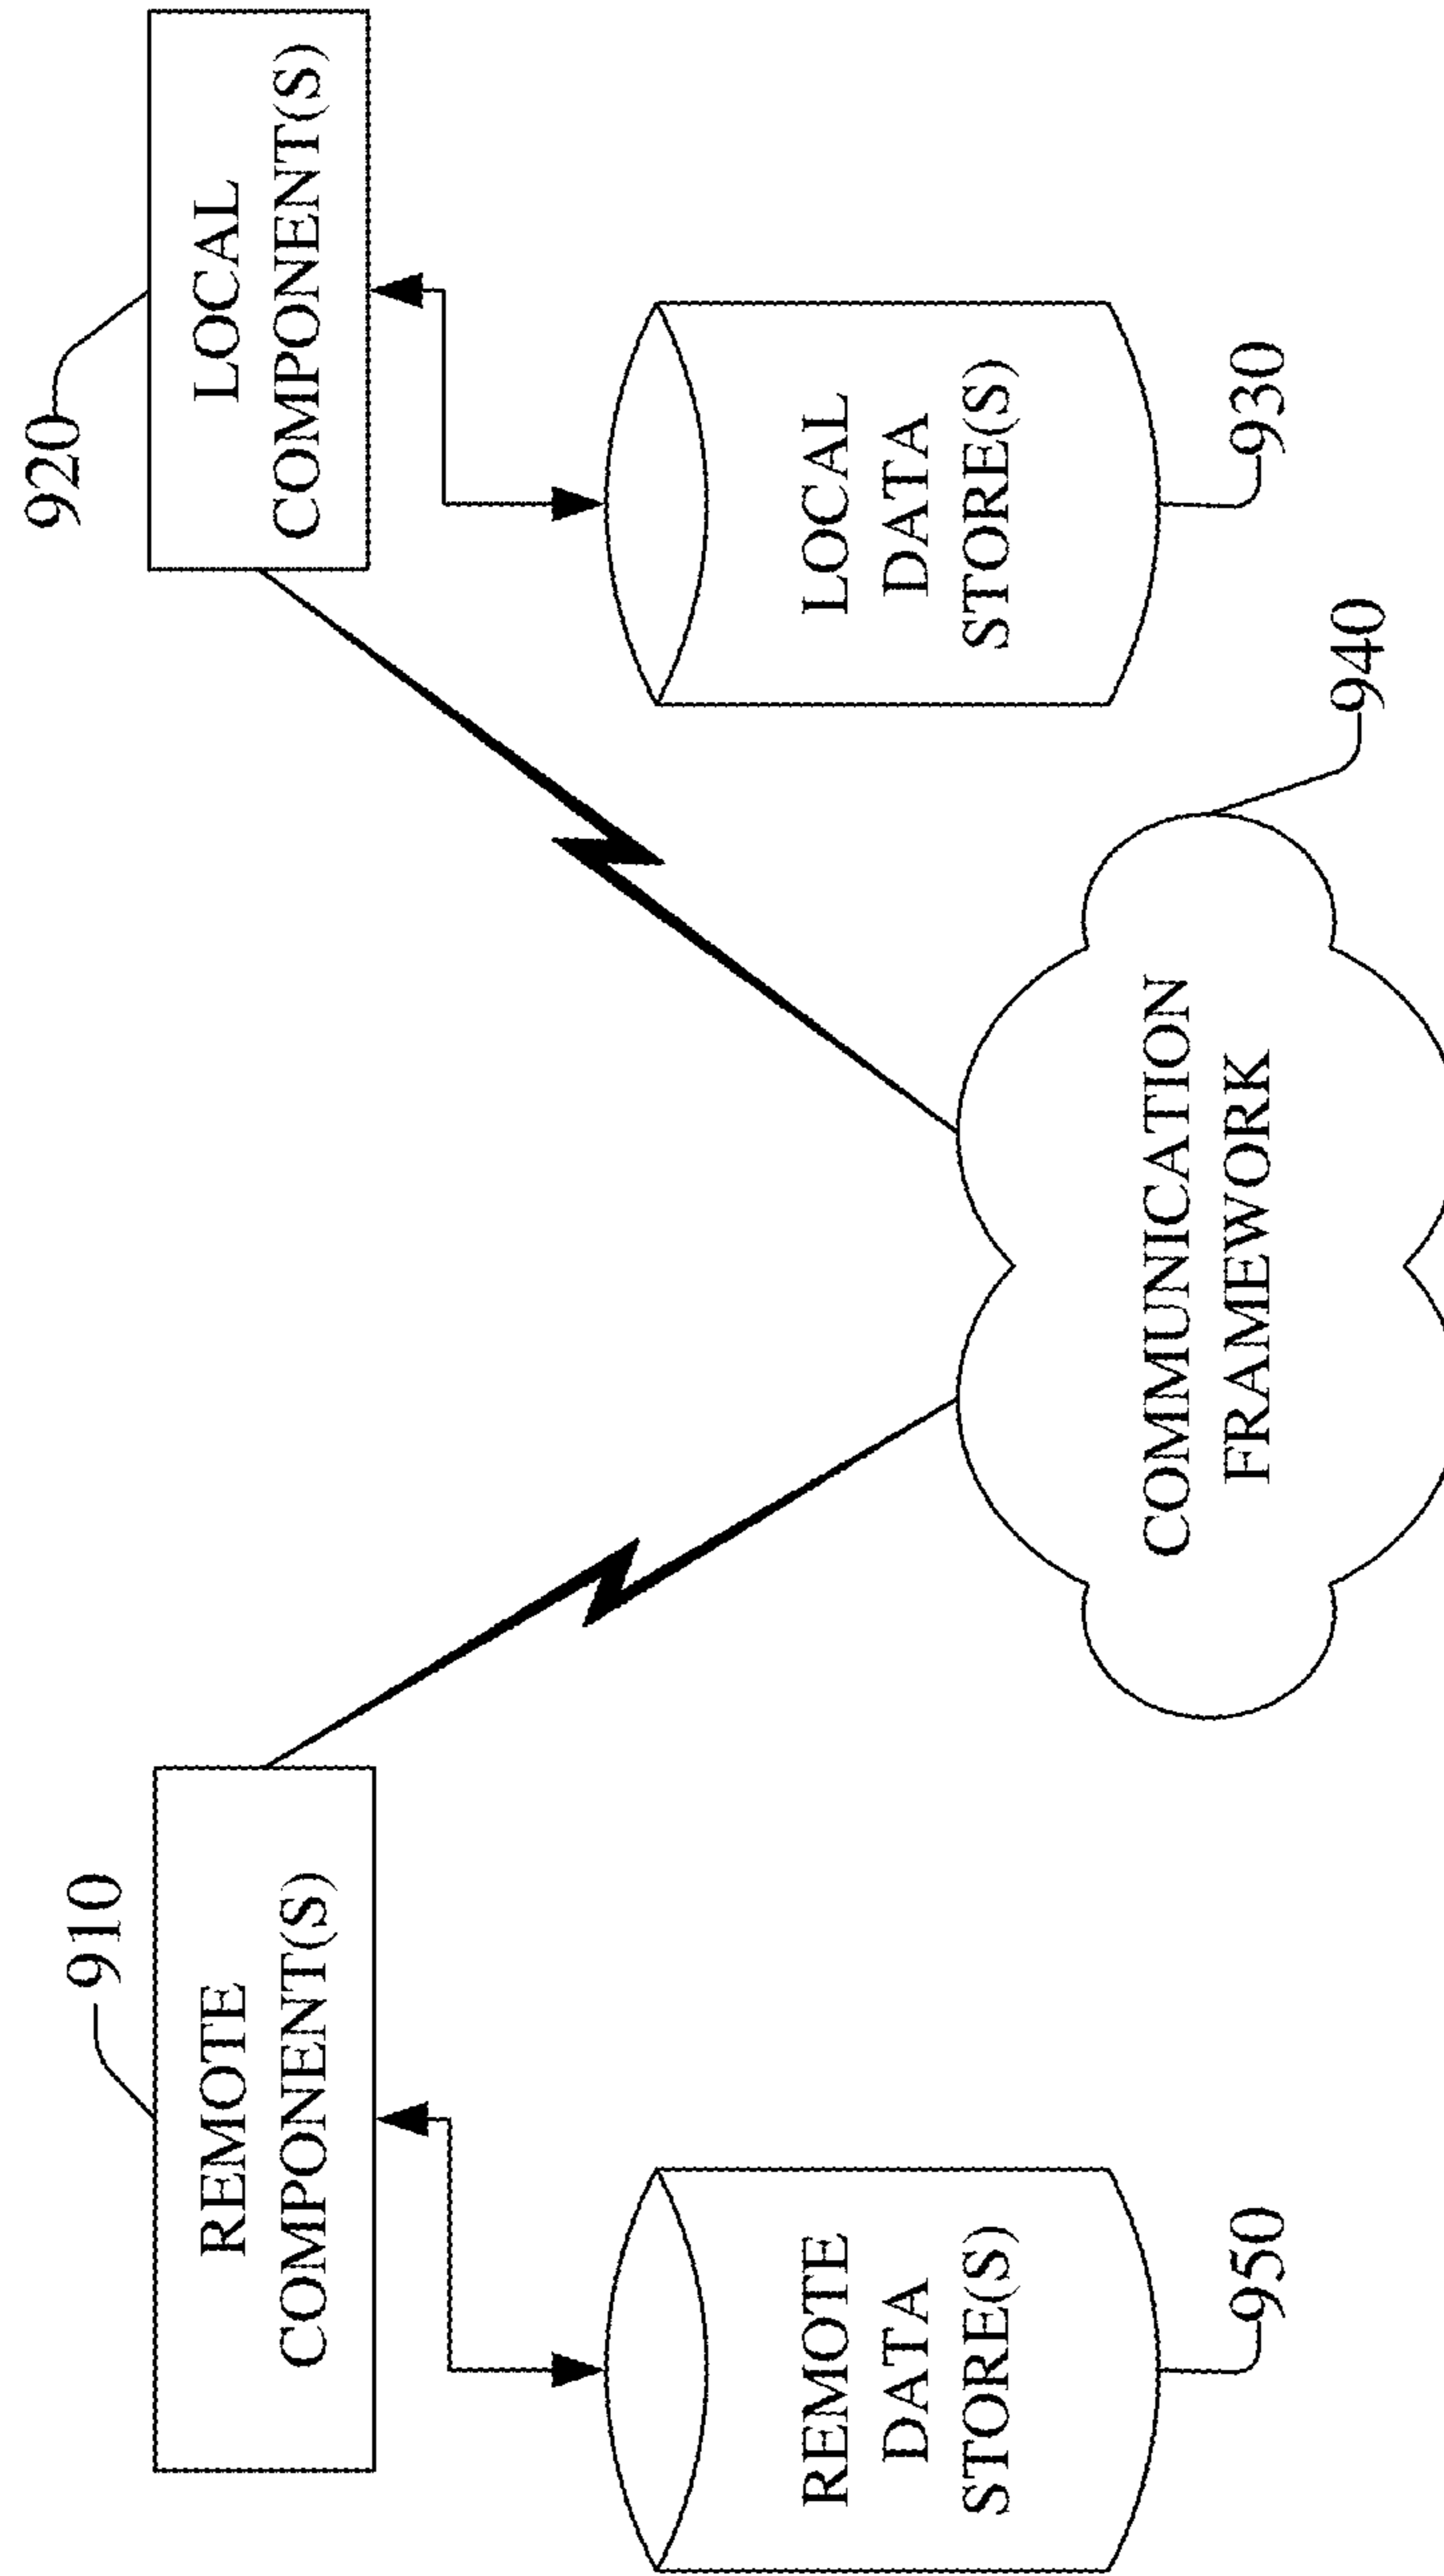 910
REMOTE
COMPONENT(S)
920
LOCAL
COMPONENT(S)
REMOTE
DATA
STORE(S)
950
LOCAL
DATA
STORE(S)
930
COMMUNICATION
FRAMEWORK
940